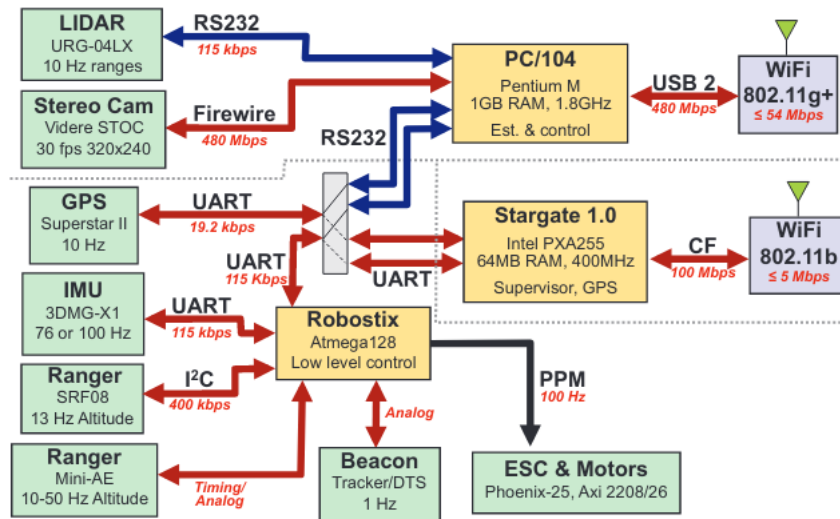 LIDAR
URG-04LX
10 Hz ranges
RS232
115 kbps
PC/104
Pentium M
1GB RAM, 1.8GHz
Est. & control
USB 2
480 Mbps
WiFi
802.11g+
≤ 54 Mbps
Stereo Cam
Videre STOC
30 fps 320x240
Firewire
480 Mbps
RS232
GPS
Superstar II
10 Hz
UART
19.2 kbps
Stargate 1.0
Intel PXA255
64MB RAM, 400MHz
Supervisor, GPS
CF
100 Mbps
WiFi
802.11b
≤ 5 Mbps
UART
115 Kbps
UART
IMU
3DMG-X1
76 or 100 Hz
UART
115 kbps
Robostix
Atmega128
Low level control
Ranger
SRF08
13 Hz Altitude
I²C
400 kbps
PPM
100 Hz
Analog
Ranger
Mini-AE
10-50 Hz Altitude
Timing/
Analog
Beacon
Tracker/DTS
1 Hz
ESC & Motors
Phoenix-25, Axi 2208/26